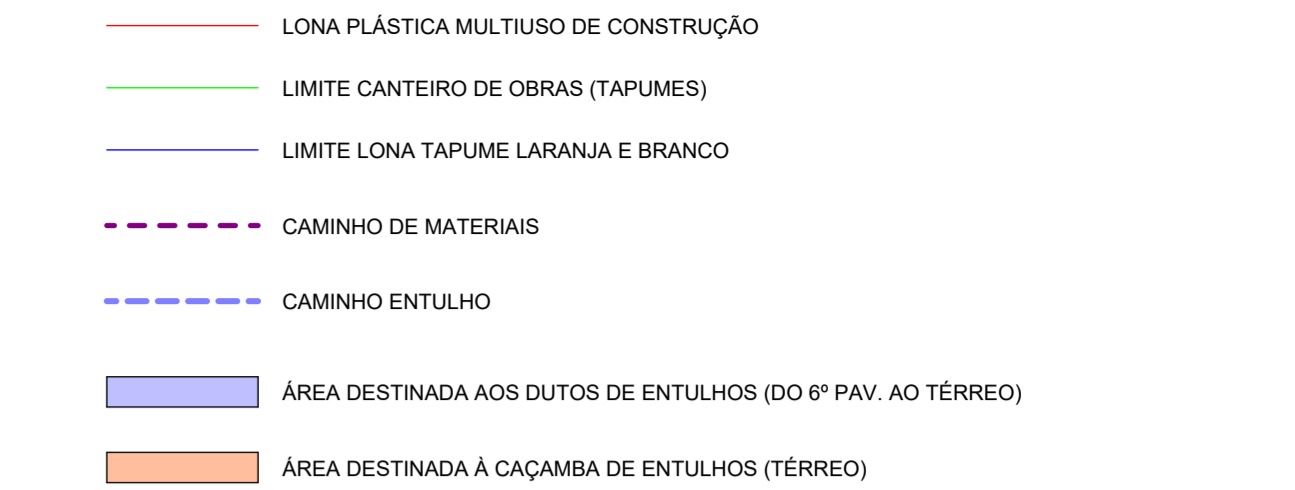 LONA PLÁSTICA MULTIUSO DE CONSTRUÇÃO
LIMITE CANTEIRO DE OBRAS (TAPUMES)
LIMITE LONA TAPUME LARANJA E BRANCO
CAMINHO DE MATERIAIS
CAMINHO ENTULHO
ÁREA DESTINADA AOS DUTOS DE ENTULHOS (DO 6º PAV. AO TÉRREO)
ÁREA DESTINADA À CAÇAMBA DE ENTULHOS (TÉRREO)